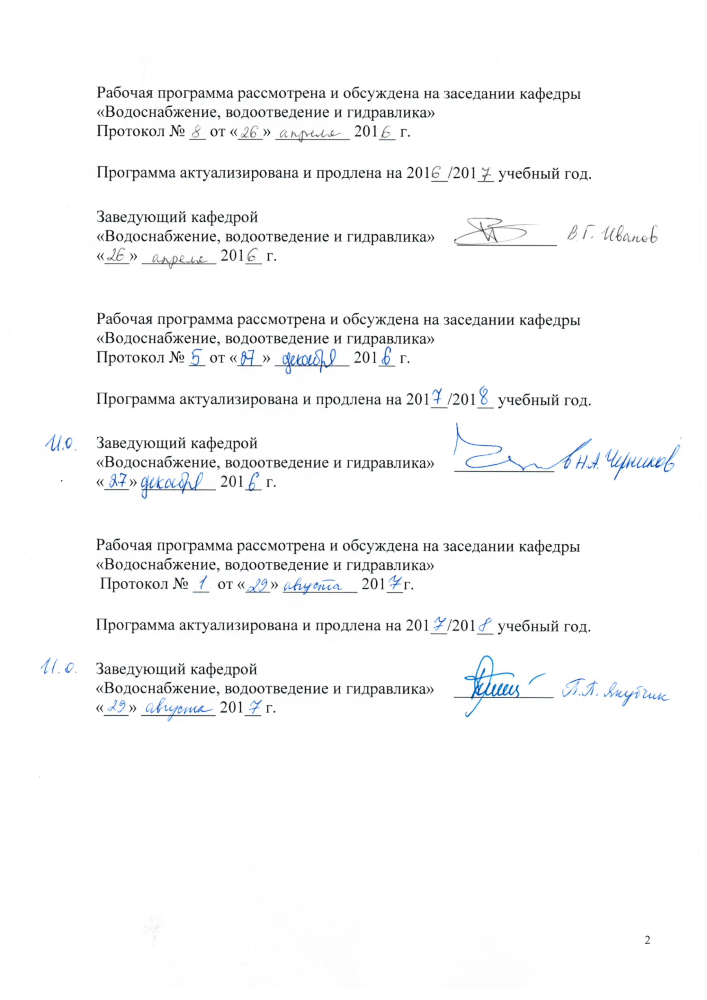 Рабочая программа рассмотрена и обсуждена на заседании кафедры
«Водоснабжение, водоотведение и гидравлика»
Протокол № 8 от «26» апреля 2016 г.
Программа актуализирована и продлена на 2016/2017 учебный год.
Заведующий кафедрой
«Водоснабжение, водоотведение и гидравлика» В.Г. Иванов
«26» апреля 2016 г.
Рабочая программа рассмотрена и обсуждена на заседании кафедры
«Водоснабжение, водоотведение и гидравлика»
Протокол № 5 от «27» декабря 2016 г.
Программа актуализирована и продлена на 2017/2018 учебный год.
И.О. Заведующий кафедрой
«Водоснабжение, водоотведение и гидравлика» Н.А. Черников
«27» декабря 2016 г.
Рабочая программа рассмотрена и обсуждена на заседании кафедры
«Водоснабжение, водоотведение и гидравлика»
Протокол № 1 от «29» августа 2017г.
Программа актуализирована и продлена на 2017/2018 учебный год.
И.О. Заведующий кафедрой
«Водоснабжение, водоотведение и гидравлика» П.П. Якубчик
«29» августа 2017 г.
2